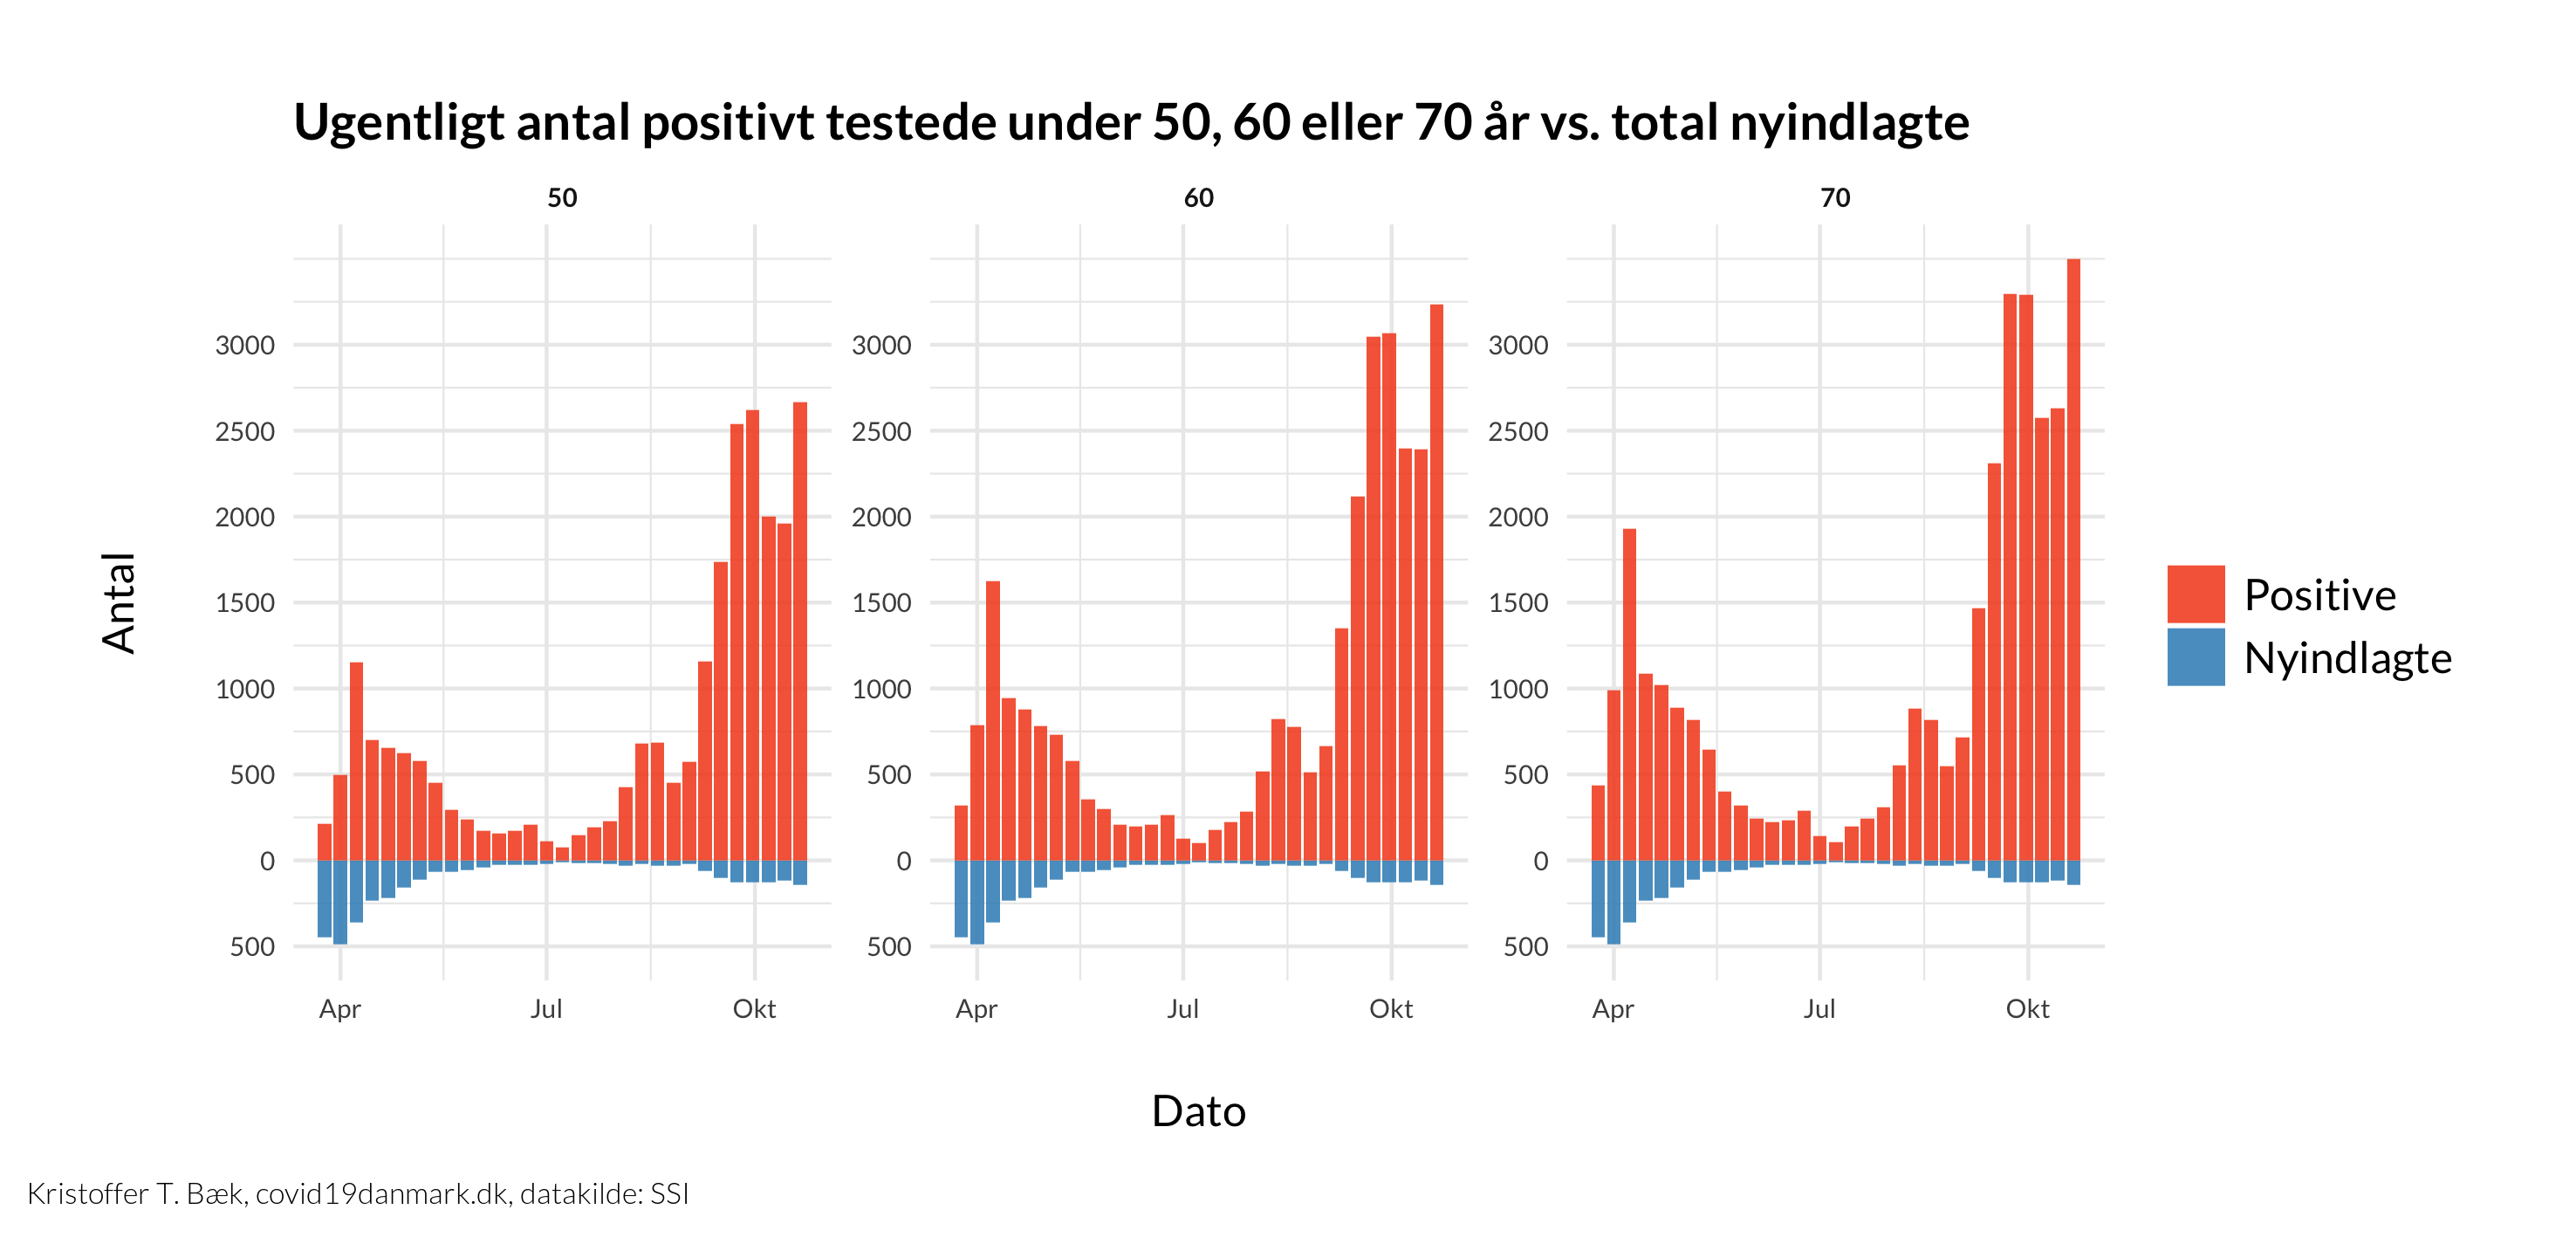 Ugentligt antal positivt testede under 50, 60 eller 70 år vs. total nyindlagte
50 60 70
3000 3000 3000
2500 2500 2500
2000 2000 2000
1500 1500 1500
1000 1000 1000
500 500 500
0 0 0
500 500 500
Antal
Positive
Nyindlagte
Apr Jul Okt Apr Jul Okt Apr Jul Okt
Dato
Kristoffer T. Bæk, covid19danmark.dk, datakilde: SSI